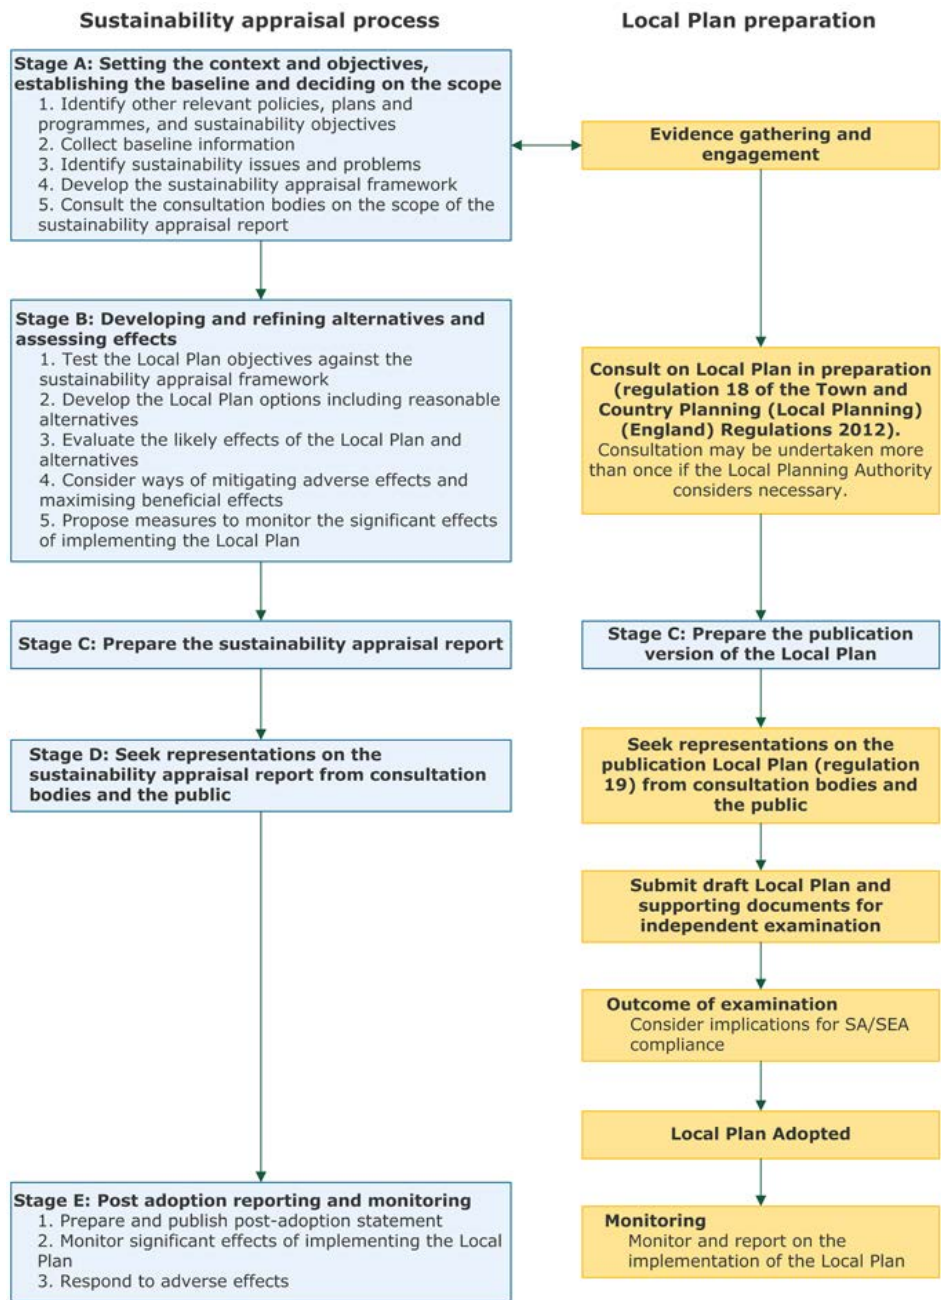 Sustainability appraisal process
Stage A: Setting the context and objectives,
establishing the baseline and deciding on the scope
1. Identify other relevant policies, plans and
programmes, and sustainability objectives
2. Collect baseline information
3. Identify sustainability issues and problems
4. Develop the sustainability appraisal framework
5. Consult the consultation bodies on the scope of the
sustainability appraisal report
Stage B: Developing and refining alternatives and
assessing effects
1. Test the Local Plan objectives against the
sustainability appraisal framework
2. Develop the Local Plan options including reasonable
alternatives
3. Evaluate the likely effects of the Local Plan and
alternatives
4. Consider ways of mitigating adverse effects and
maximising beneficial effects
5. Propose measures to monitor the significant effects
of implementing the Local Plan
Stage C: Prepare the sustainability appraisal report
Stage D: Seek representations on the
sustainability appraisal report from consultation
bodies and the public
Stage E: Post adoption reporting and monitoring
1. Prepare and publish post-adoption statement
2. Monitor significant effects of implementing the Local
Plan
3. Respond to adverse effects
Local Plan preparation
Evidence gathering and
engagement
Consult on Local Plan in preparation
(regulation 18 of the Town and
Country Planning (Local Planning)
(England) Regulations 2012).
Consultation may be undertaken more
than once if the Local Planning Authority
considers necessary.
Stage C: Prepare the publication
version of the Local Plan
Seek representations on the
publication Local Plan (regulation
19) from consultation bodies and
the public
Submit draft Local Plan and
supporting documents for
independent examination
Outcome of examination
Consider implications for SA/SEA
compliance
Local Plan Adopted
Monitoring
Monitor and report on the
implementation of the Local Plan